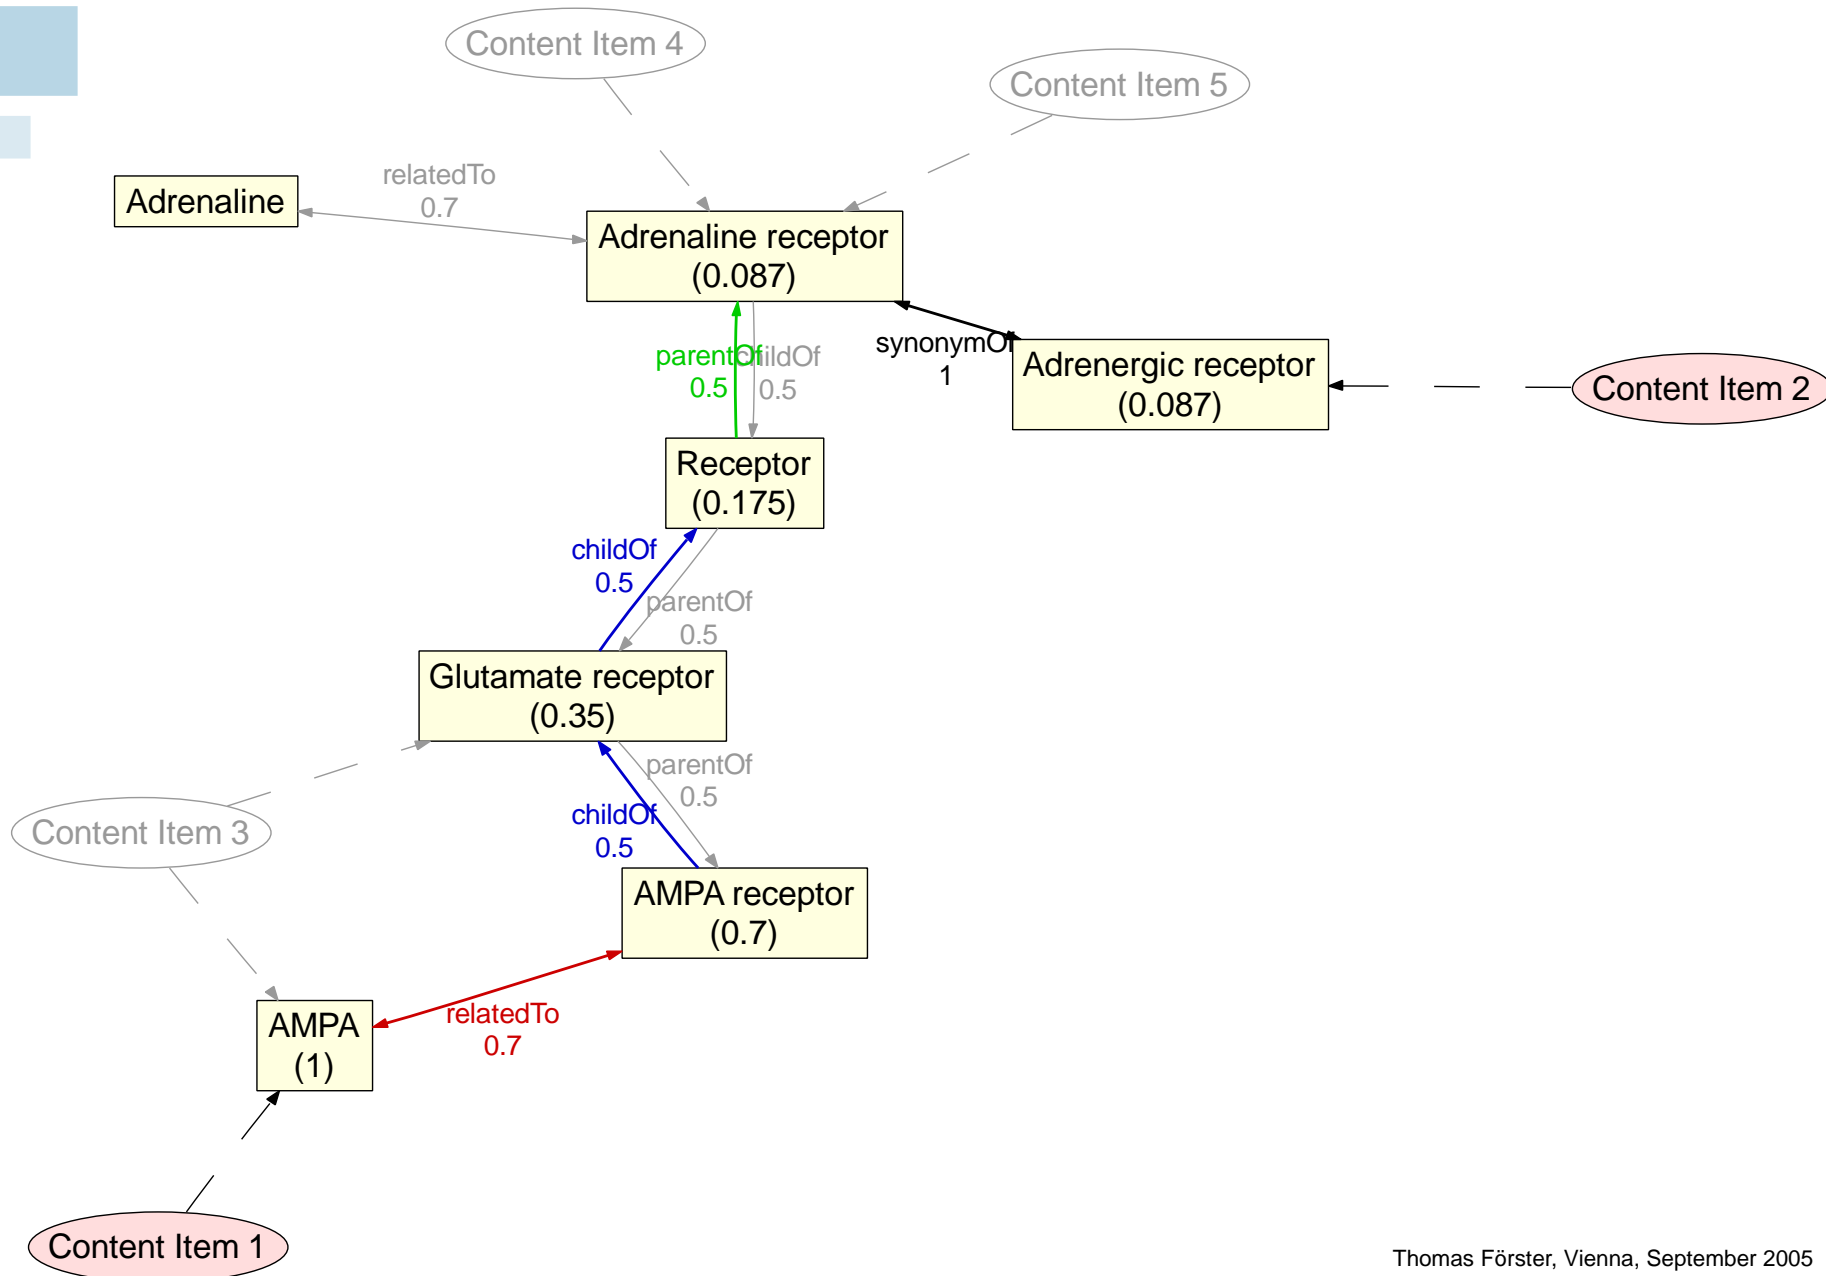 Content Item 4
Content Item 5
relatedTo
0.7
Adrenaline
Adrenaline receptor
(0.087)
synonymOf
1
parentOf
0.5
childOf
0.5
Adrenergic receptor
(0.087)
Content Item 2
Receptor
(0.175)
childOf
0.5
parentOf
0.5
Glutamate receptor
(0.35)
parentOf
0.5
childOf
0.5
Content Item 3
AMPA receptor
(0.7)
AMPA
(1)
relatedTo
0.7
Content Item 1
Thomas Förster, Vienna, September 2005